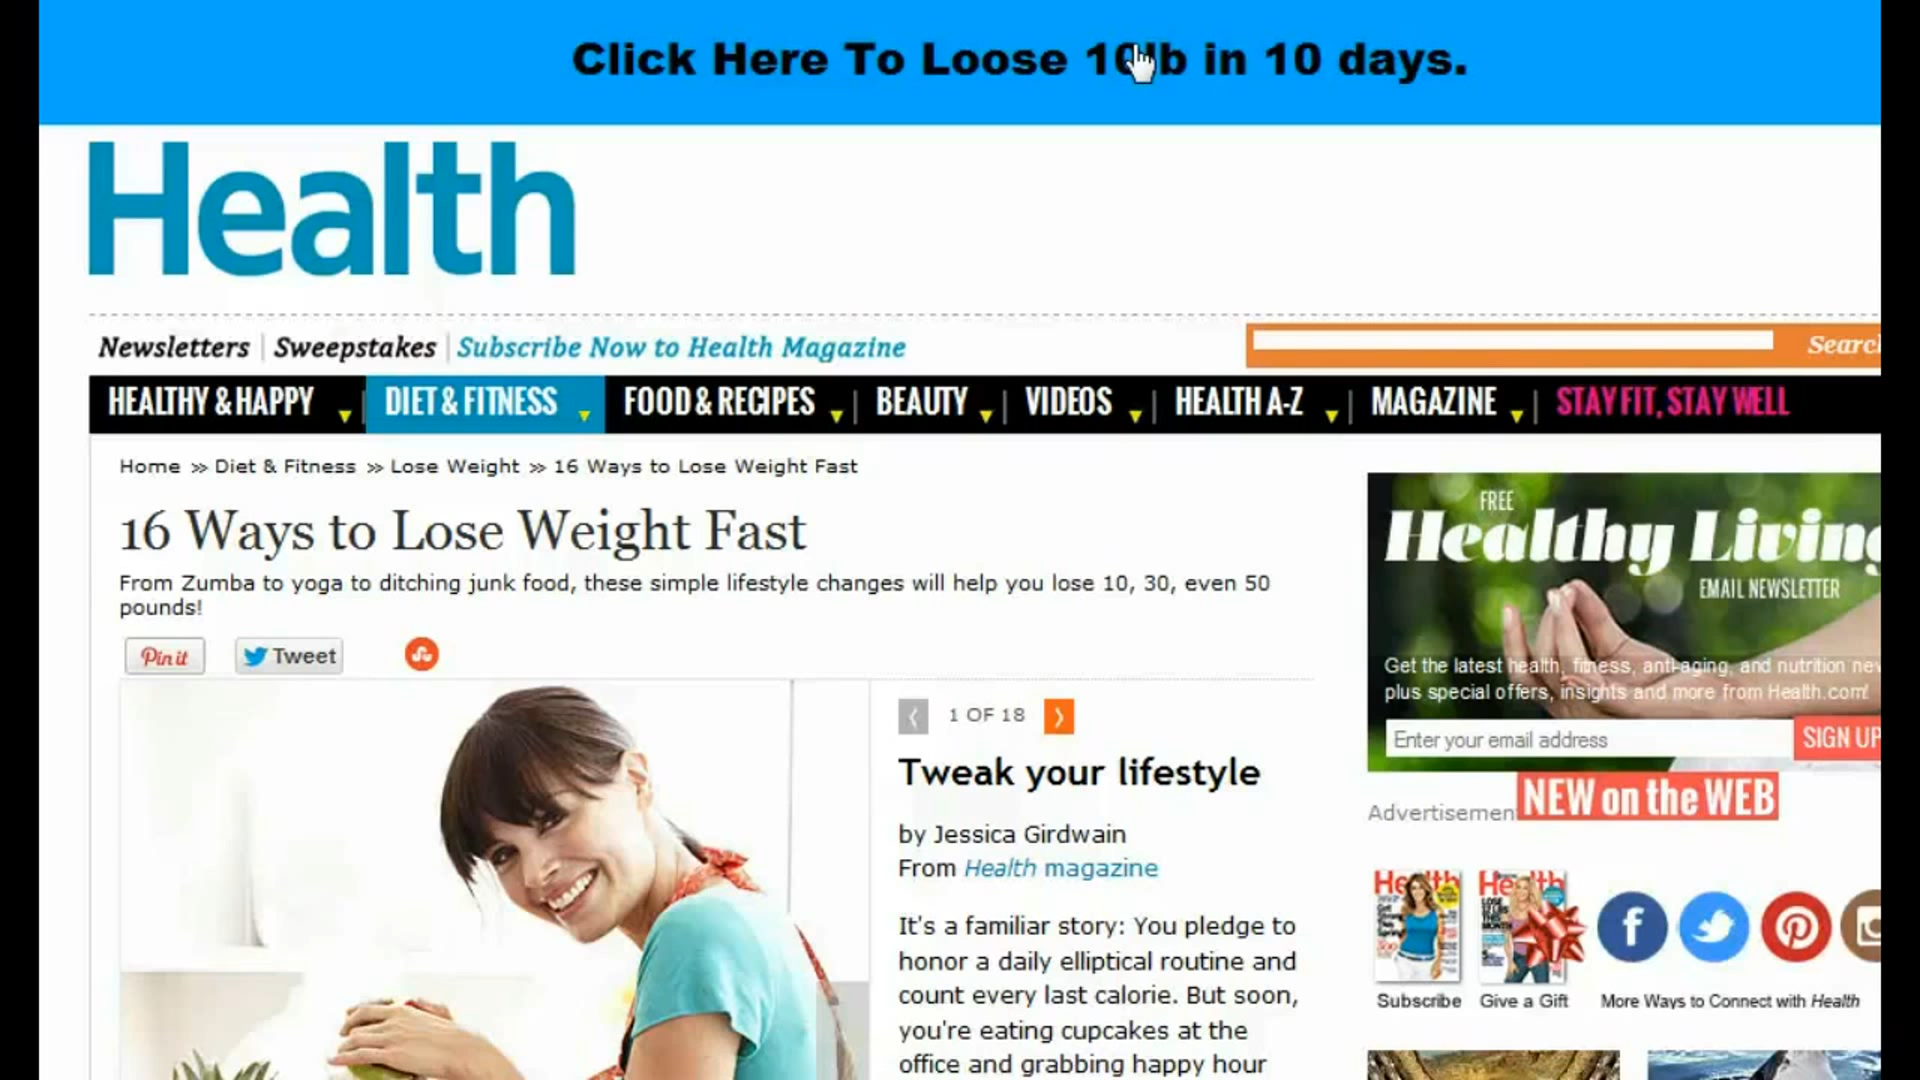 Click Here To Loose 10lb in 10 days.
Health
Newsletters | Sweepstakes | Subscribe Now to Health Magazine
Search
HEALTHY & HAPPY | DIET & FITNESS | FOOD & RECIPES | BEAUTY | VIDEOS | HEALTH A-Z | MAGAZINE | STAY FIT, STAY WELL
Home » Diet & Fitness » Lose Weight » 16 Ways to Lose Weight Fast
16 Ways to Lose Weight Fast
From Zumba to yoga to ditching junk food, these simple lifestyle changes will help you lose 10, 30, even 50
pounds!
Pin it
Tweet
1 OF 18
Tweak your lifestyle
by Jessica Girdwain
From Health magazine
It's a familiar story: You pledge to
honor a daily elliptical routine and
count every last calorie. But soon,
you're eating cupcakes at the
office and grabbing happy hour
FREE
Healthy Living
EMAIL NEWSLETTER
Get the latest health, fitness, anti-aging, and nutrition
plus special offers, insights and more from Health.com!
Enter your email address
SIGN UP
Advertisemen
NEW on the WEB
Health
Health
Subscribe
Give a Gift
More Ways to Connect with Health